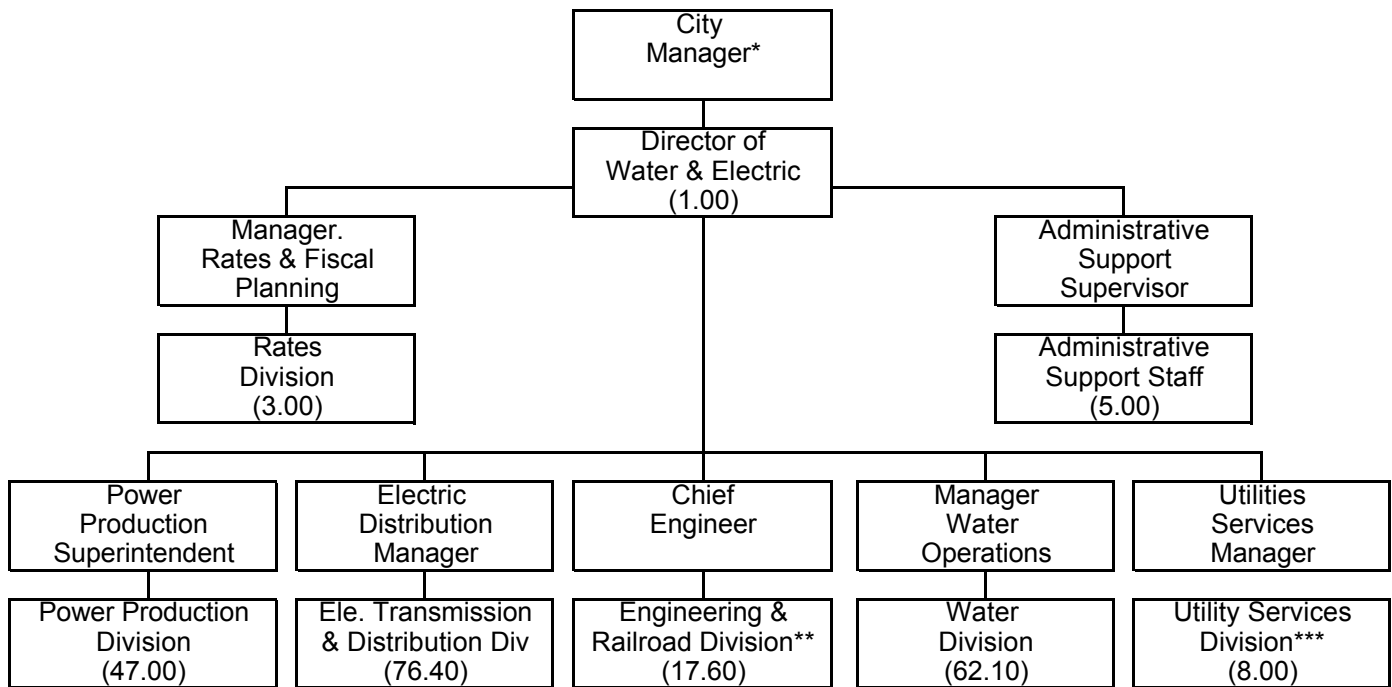 City
Manager*
Director of
Water & Electric
(1.00)
Manager.
Rates & Fiscal
Planning
Administrative
Support
Supervisor
Rates
Division
(3.00)
Administrative
Support Staff
(5.00)
Power
Production
Superintendent
Electric
Distribution
Manager
Chief
Engineer
Manager
Water
Operations
Utilities
Services
Manager
Power Production
Division
(47.00)
Ele. Transmission
& Distribution Div
(76.40)
Engineering &
Railroad Division**
(17.60)
Water
Division
(62.10)
Utility Services
Division***
(8.00)